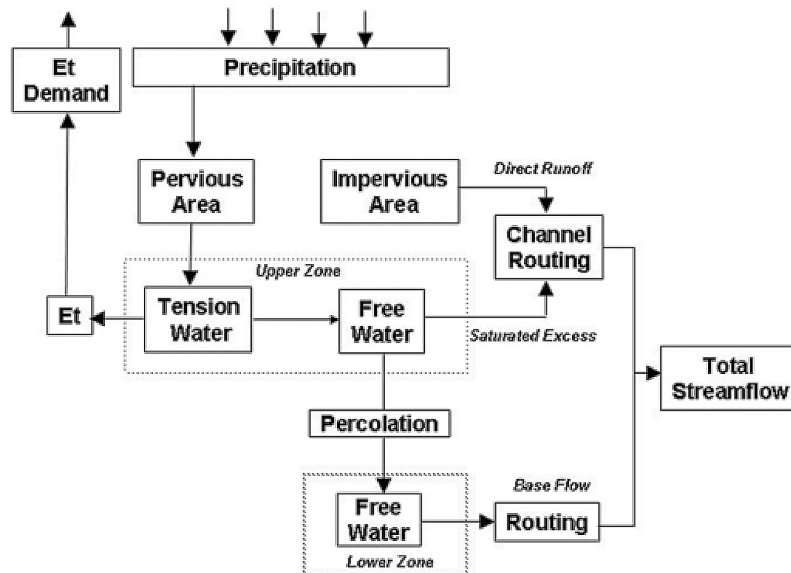 Et
Demand
Precipitation
Pervious
Area
Impervious
Area
Direct Runoff
Channel
Routing
Upper Zone
Et
Tension
Water
Free
Water
Saturated Excess
Total
Streamflow
Percolation
Free
Water
Lower Zone
Base Flow
Routing